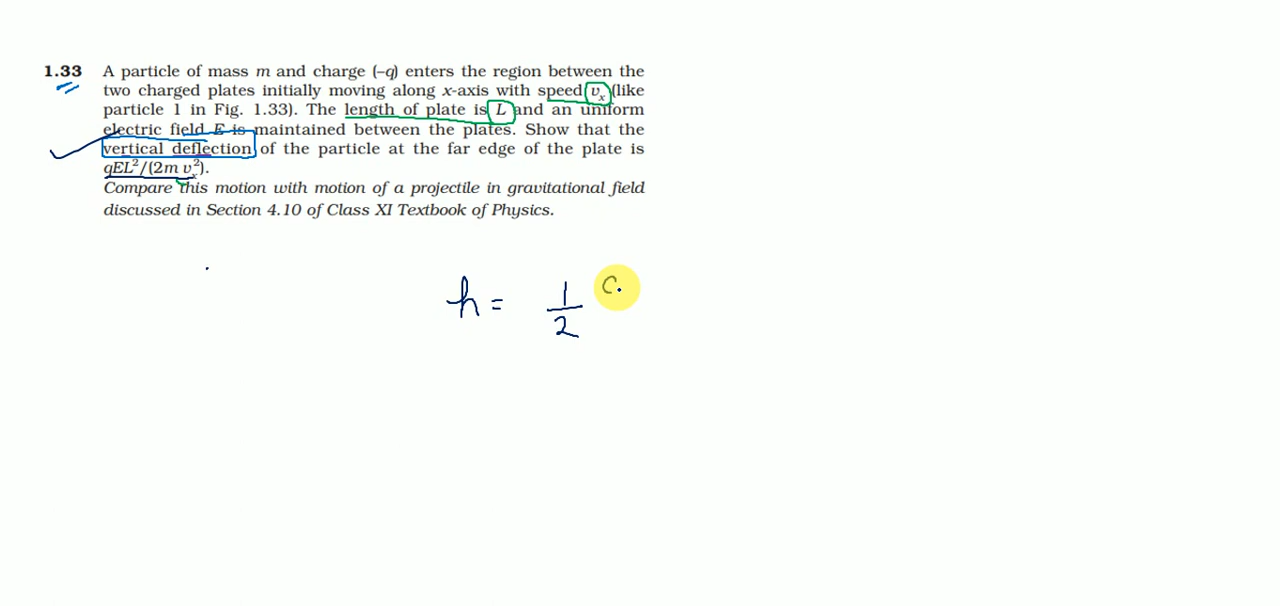 1.33 A particle of mass m and charge (–q) enters the region between the
two charged plates initially moving along x-axis with speed vₓ (like
particle 1 in Fig. 1.33). The length of plate is L and an uniform
electric field E is maintained between the plates. Show that the
vertical deflection of the particle at the far edge of the plate is
qEL²/(2m vₓ²).
Compare this motion with motion of a projectile in gravitational field
discussed in Section 4.10 of Class XI Textbook of Physics.
h = 1/2